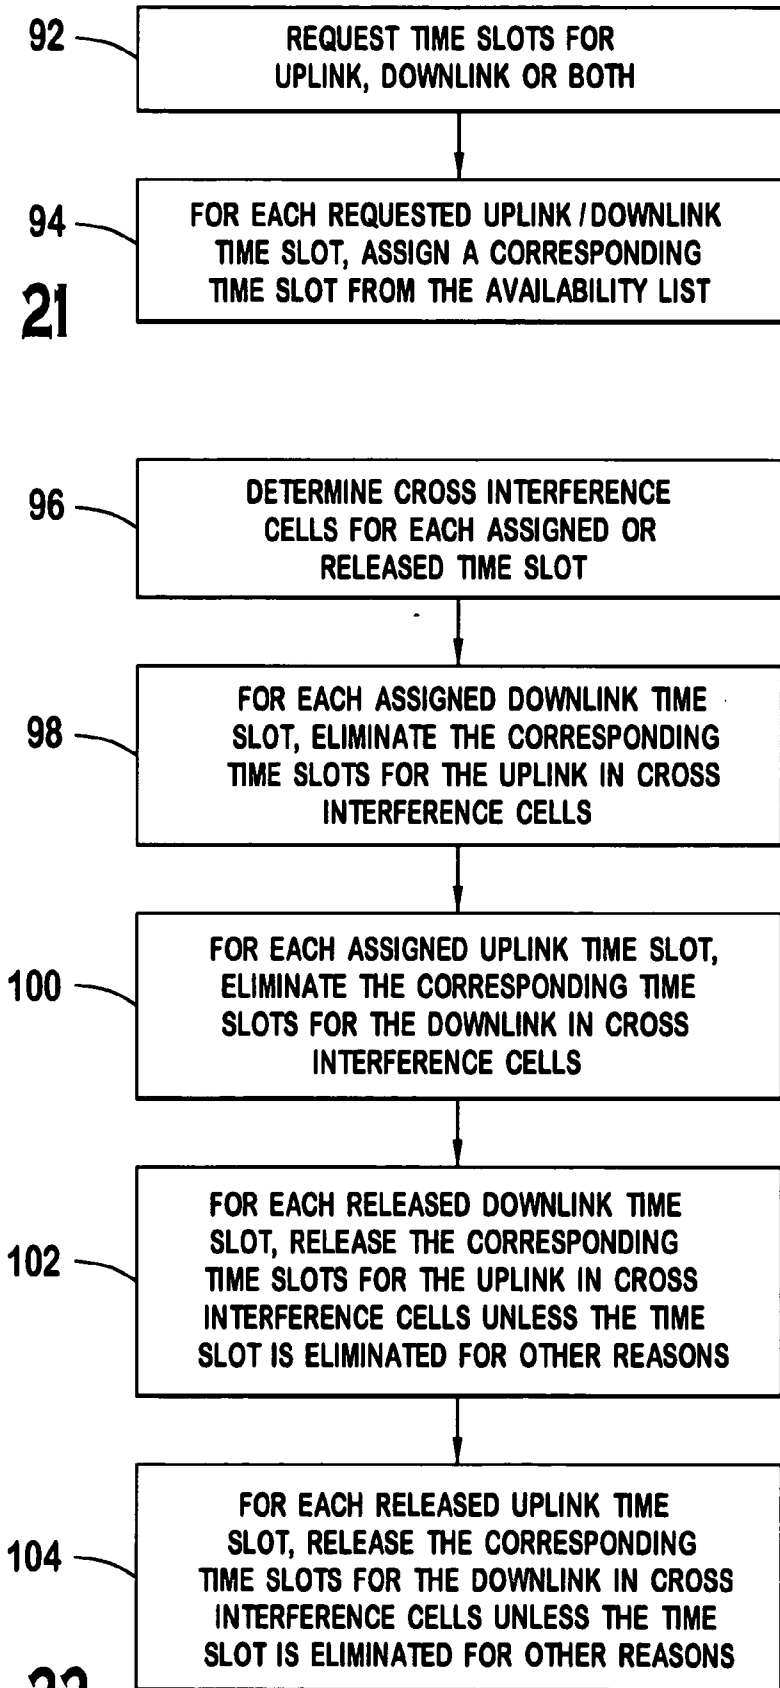 92
REQUEST TIME SLOTS FOR
UPLINK, DOWNLINK OR BOTH
94
FOR EACH REQUESTED UPLINK / DOWNLINK
TIME SLOT, ASSIGN A CORRESPONDING
TIME SLOT FROM THE AVAILABILITY LIST
21
96
DETERMINE CROSS INTERFERENCE
CELLS FOR EACH ASSIGNED OR
RELEASED TIME SLOT
98
FOR EACH ASSIGNED DOWNLINK TIME
SLOT, ELIMINATE THE CORRESPONDING
TIME SLOTS FOR THE UPLINK IN CROSS
INTERFERENCE CELLS
100
FOR EACH ASSIGNED UPLINK TIME SLOT,
ELIMINATE THE CORRESPONDING TIME
SLOTS FOR THE DOWNLINK IN CROSS
INTERFERENCE CELLS
102
FOR EACH RELEASED DOWNLINK TIME
SLOT, RELEASE THE CORRESPONDING
TIME SLOTS FOR THE UPLINK IN CROSS
INTERFERENCE CELLS UNLESS THE TIME
SLOT IS ELIMINATED FOR OTHER REASONS
104
FOR EACH RELEASED UPLINK TIME
SLOT, RELEASE THE CORRESPONDING
TIME SLOTS FOR THE DOWNLINK IN CROSS
INTERFERENCE CELLS UNLESS THE TIME
SLOT IS ELIMINATED FOR OTHER REASONS